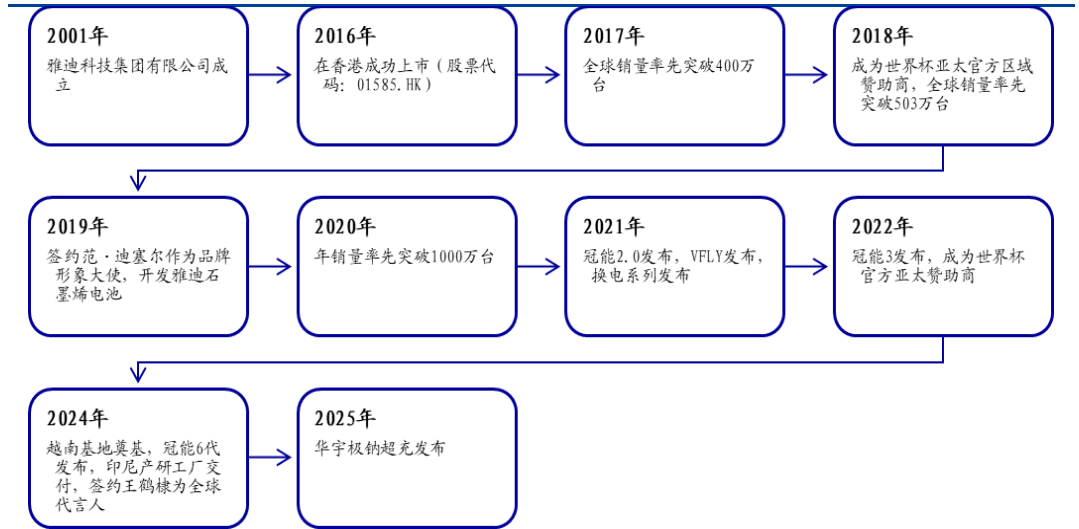 2001年
雅迪科技集团有限公司成
立
2016年
在香港成功上市（股票代
码：01585.HK）
2017年
全球销量率先突破400万
台
2018年
成为世界杯亚太官方区域
赞助商，全球销量率先
突破503万台
2019年
签约范·迪塞尔作为品牌
形象大使，开发雅迪石
墨烯电池
2020年
年销量率先突破1000万台
2021年
冠能2.0发布，VFLY发布，
换电系列发布
2022年
冠能3发布，成为世界杯
官方亚太赞助商
2024年
越南基地奠基，冠能6代
发布，印尼产研工厂交
付，签约王鹤棣为全球
代言人
2025年
华宇极钠超充发布